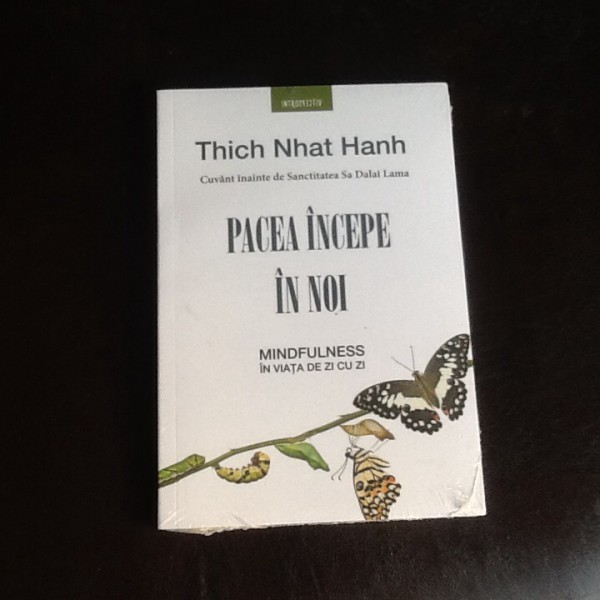 INTROSPECTIV
Thich Nhat Hanh
Cuvânt înainte de Sanctitatea Sa Dalai Lama
PACEA ÎNCEPE
ÎN NOI
MINDFULNESS
ÎN VIAȚA DE ZI CU ZI